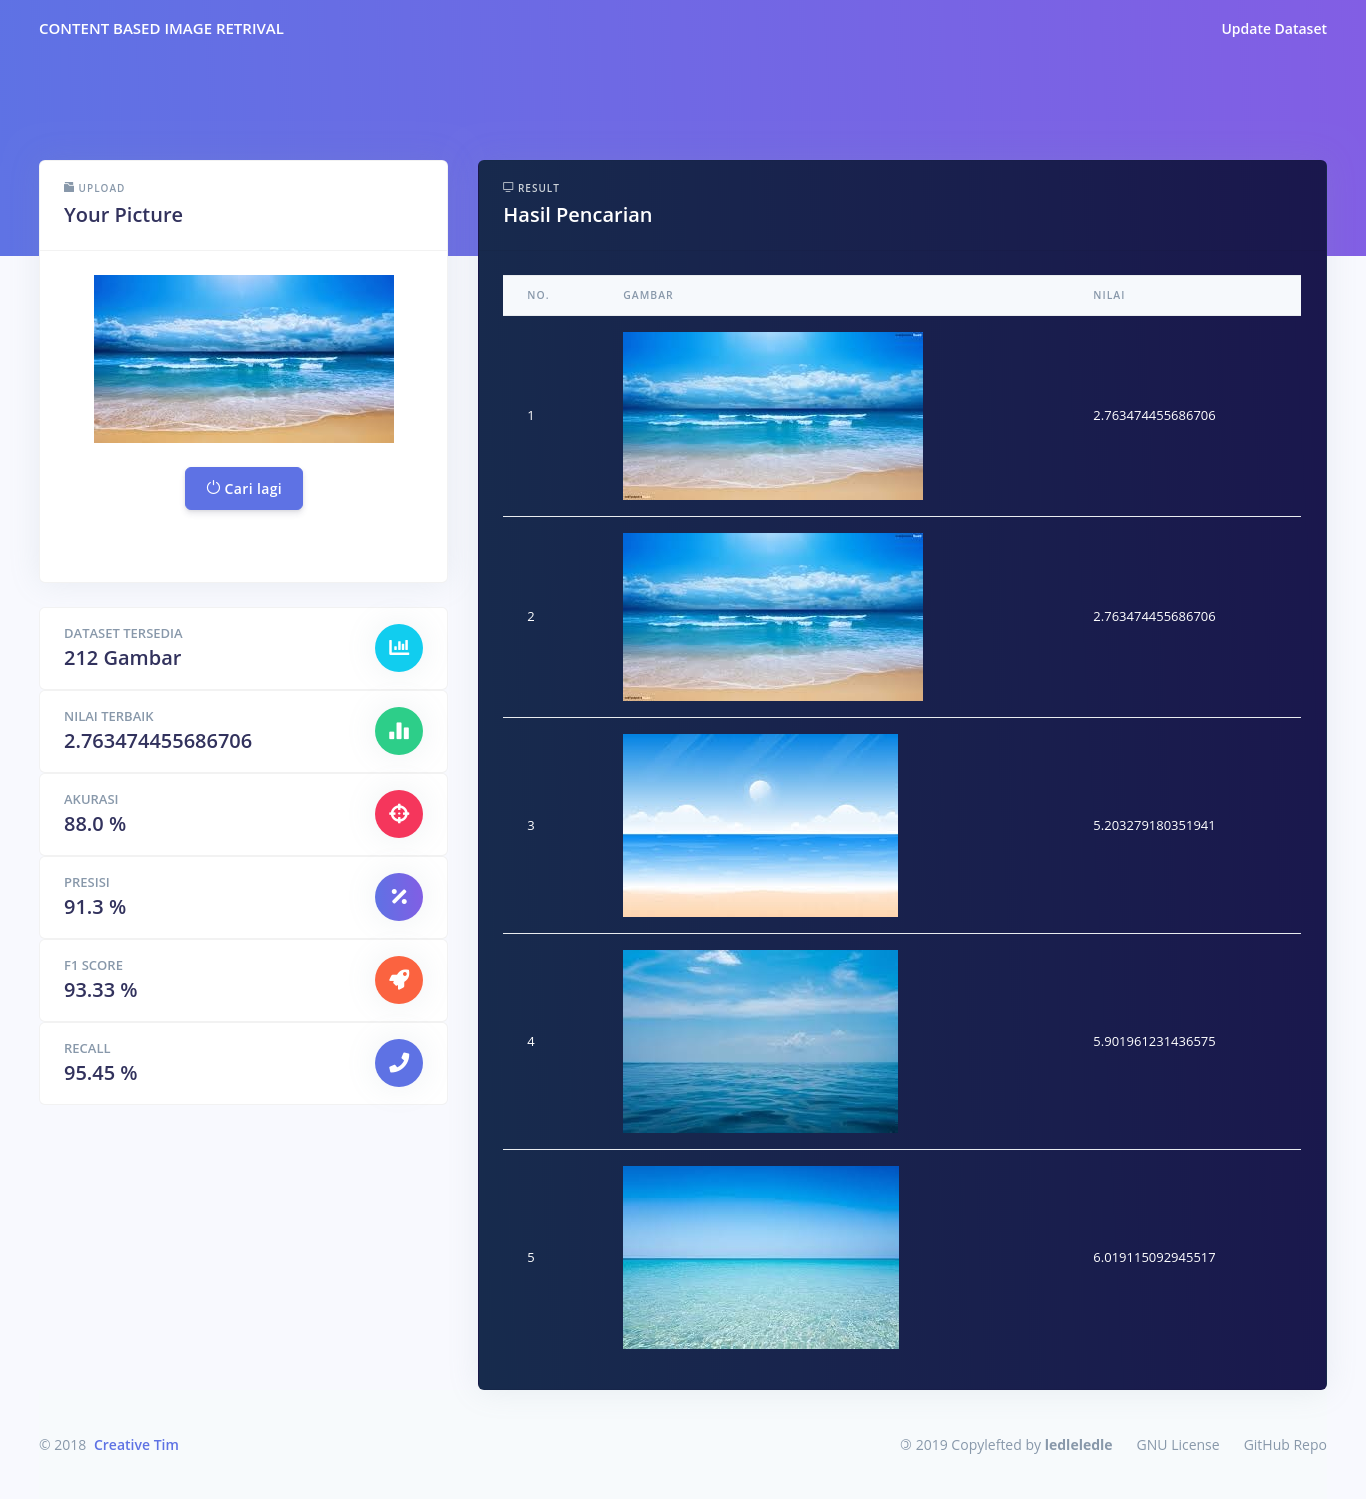 CONTENT BASED IMAGE RETRIVAL
Update Dataset
UPLOAD
Your Picture
Cari lagi
DATASET TERSEDIA
212 Gambar
NILAI TERBAIK
2.763474455686706
AKURASI
88.0 %
PRESISI
91.3 %
F1 SCORE
93.33 %
RECALL
95.45 %
RESULT
Hasil Pencarian
NO. GAMBAR NILAI
1 2.763474455686706
2 2.763474455686706
3 5.203279180351941
4 5.901961231436575
5 6.019115092945517
© 2018 Creative Tim
🄯 2019 Copylefted by ledleledle GNU License GitHub Repo